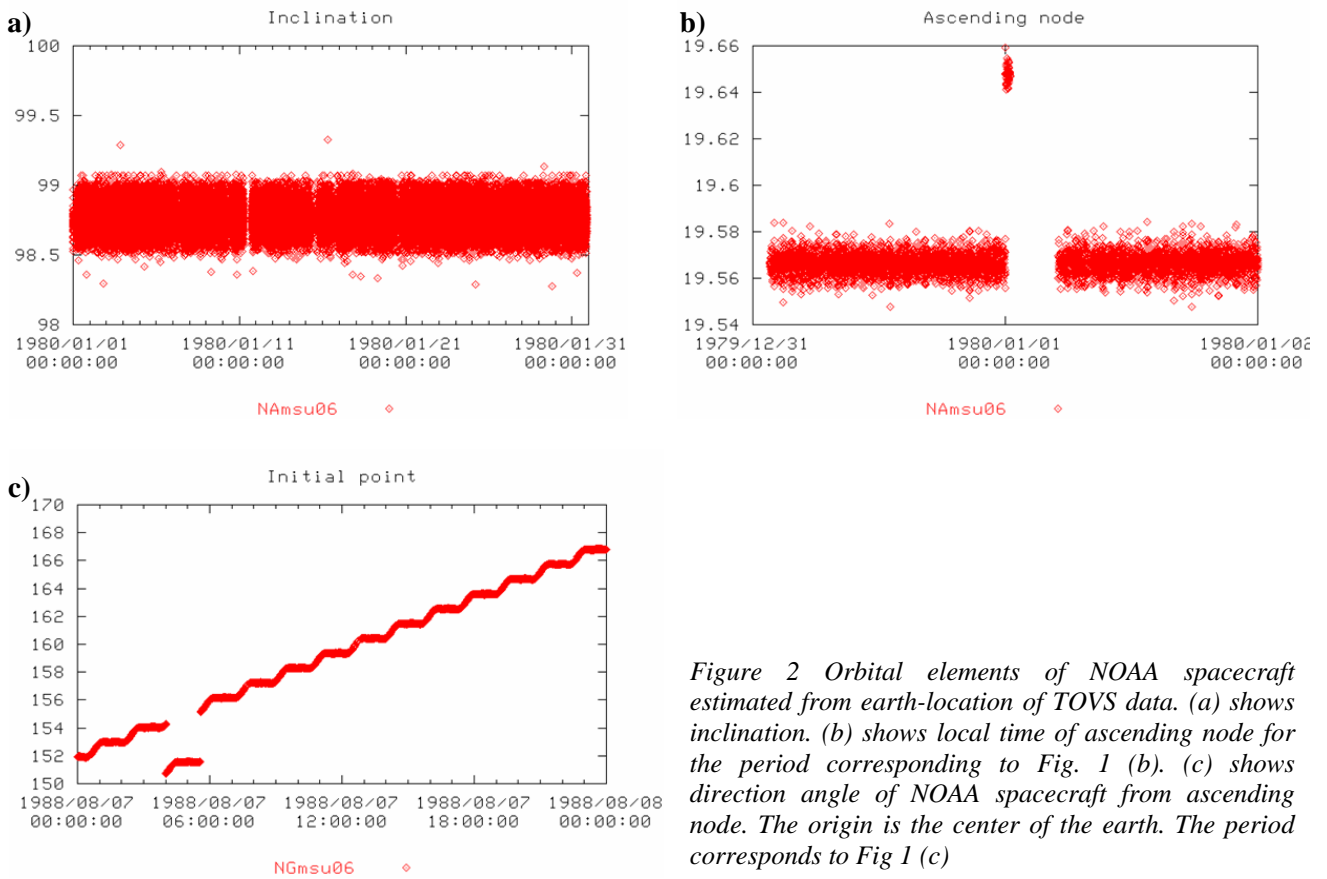 a)
Inclination
100
99.5
99
98.5
98
1980/01/01 1980/01/11 1980/01/21 1980/01/31
00:00:00 00:00:00 00:00:00 00:00:00
NAmsu06
b)
Ascending node
19.66
19.64
19.62
19.6
19.58
19.56
19.54
1979/12/31 1980/01/01 1980/01/02
00:00:00 00:00:00 00:00:00
NAmsu06
c)
Initial point
170
168
166
164
162
160
158
156
154
152
150
1988/08/07 1988/08/07 1988/08/07 1988/08/07 1988/08/08
00:00:00 06:00:00 12:00:00 18:00:00 00:00:00
NGmsu06
Figure 2 Orbital elements of NOAA spacecraft
estimated from earth-location of TOVS data. (a) shows
inclination. (b) shows local time of ascending node for
the period corresponding to Fig. 1 (b). (c) shows
direction angle of NOAA spacecraft from ascending
node. The origin is the center of the earth. The period
corresponds to Fig 1 (c)